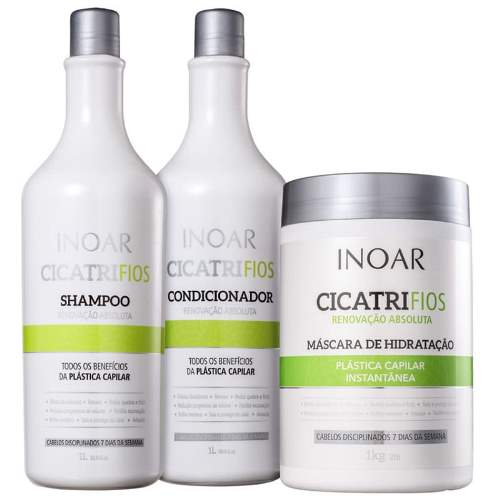 INOAR
CICATRIFIOS
SHAMPOO
RENOVAÇÃO ABSOLUTA
TODOS OS BENEFÍCIOS
DA PLÁSTICA CAPILAR
CABELOS DISCIPLINADOS 7 DIAS DA SEMANA
1L
INOAR
CICATRIFIOS
CONDICIONADOR
RENOVAÇÃO ABSOLUTA
TODOS OS BENEFÍCIOS
DA PLÁSTICA CAPILAR
1L
INOAR
CICATRIFIOS
RENOVAÇÃO ABSOLUTA
MÁSCARA DE HIDRATAÇÃO
PLÁSTICA CAPILAR
INSTANTÂNEA
CABELOS DISCIPLINADOS 7 DIAS DA SEMANA
1kg